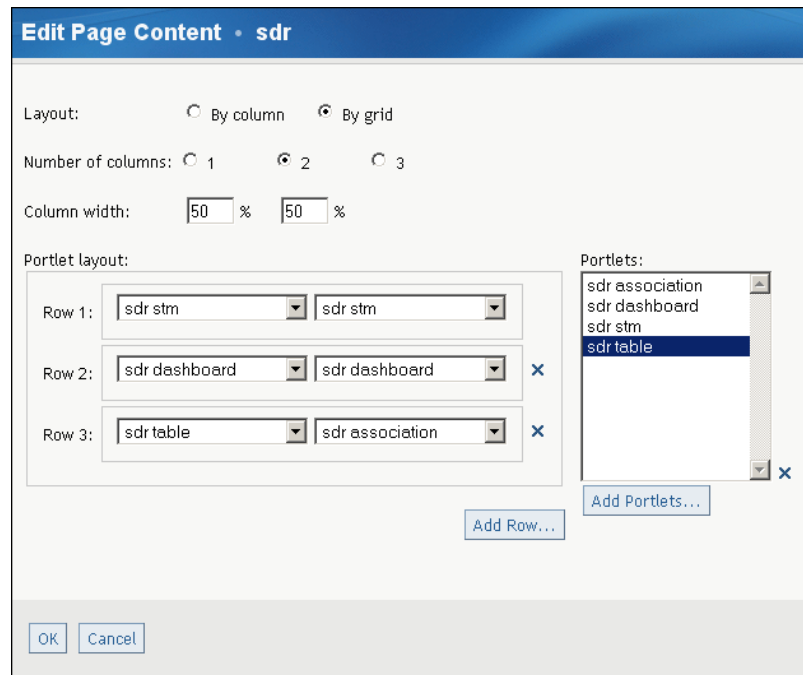 Edit Page Content • sdr
Layout: By column By grid
Number of columns: 1 2 3
Column width: 50 % 50 %
Portlet layout:
Row 1: sdr stm sdr stm
Row 2: sdr dashboard sdr dashboard
Row 3: sdr table sdr association
Add Row...
Portlets:
sdr association
sdr dashboard
sdr stm
sdr table
Add Portlets...
OK Cancel